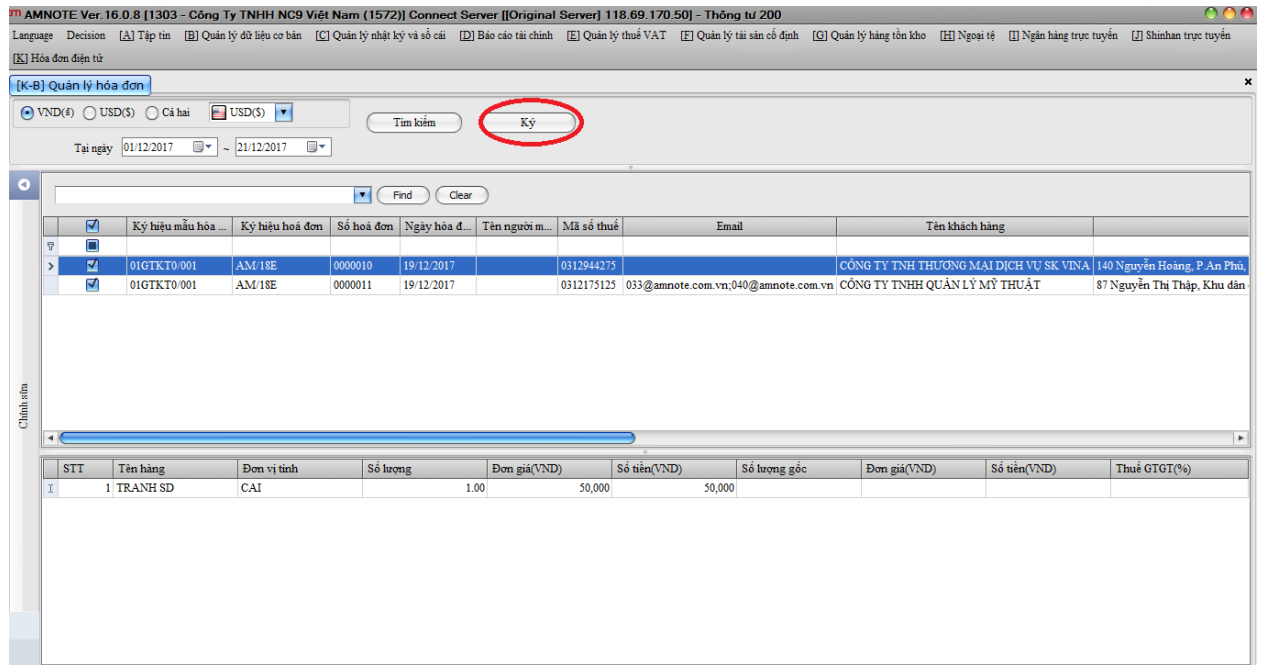 AMNOTE Ver.16.0.8 [1303 - Công Ty TNHH NC9 Việt Nam (1572)] Connect Server [[Original Server] 118.69.170.50] - Thông tư 200
Language Decision [A] Tập tin [B] Quản lý dữ liệu cơ bản [C] Quản lý nhật ký và sổ cái [D] Báo cáo tài chính [E] Quản lý thuế VAT [F] Quản lý tài sản cố định [G] Quản lý hàng tồn kho [H] Ngoại tệ [I] Ngân hàng trực tuyến [J] Shinhan trực tuyến
[K] Hóa đơn điện tử
[K-B] Quản lý hóa đơn
VND(đ) USD($) Cả hai USD($) Tìm kiếm Ký
Tại ngày 01/12/2017 ~ 21/12/2017
Find Clear
Ký hiệu mẫu hóa ... Ký hiệu hoá đơn Số hoá đơn Ngày hóa đ... Tên người m... Mã số thuế Email Tên khách hàng
01GTKT0/001 AM/18E 0000010 19/12/2017 0312944275 CÔNG TY TNH THƯƠNG MẠI DỊCH VỤ SK VINA 140 Nguyễn Hoàng, P.An Phú,
01GTKT0/001 AM/18E 0000011 19/12/2017 0312175125 033@amnote.com.vn;040@amnote.com.vn CÔNG TY TNHH QUẢN LÝ MỸ THUẬT 87 Nguyễn Thị Thập, Khu dân
Chỉnh sửa
STT Tên hàng Đơn vị tính Số lượng Đơn giá(VND) Số tiền(VND) Số lượng gốc Đơn giá(VND) Số tiền(VND) Thuế GTGT(%)
1 TRANH SD CAI 1.00 50,000 50,000